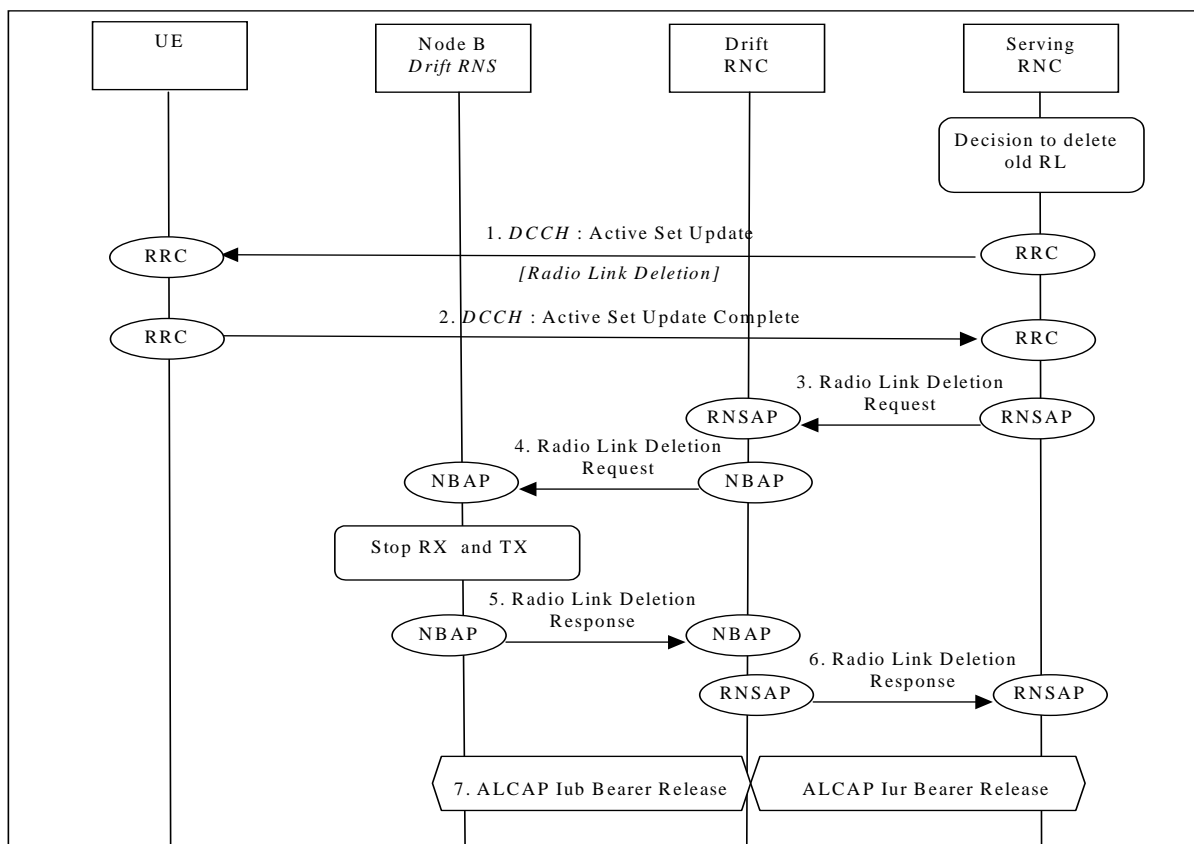 UE
Node B
Drift RNS
Drift
RNC
Serving
RNC
Decision to delete
old RL
1. DCCH : Active Set Update
RRC
RRC
[Radio Link Deletion]
2. DCCH : Active Set Update Complete
RRC
RRC
3. Radio Link Deletion
Request
RNSAP
RNSAP
4. Radio Link Deletion
Request
NBAP
NBAP
Stop RX and TX
5. Radio Link Deletion
Response
NBAP
NBAP
6. Radio Link Deletion
Response
RNSAP
RNSAP
7. ALCAP Iub Bearer Release
ALCAP Iur Bearer Release